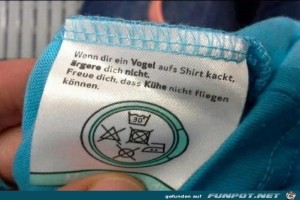 Wenn dir ein Vogel aufs Shirt kackt,
ärgere dich nicht.
Freue dich, dass Kühe nicht fliegen
können.
30°
gefunden auf FUNPOT.NET